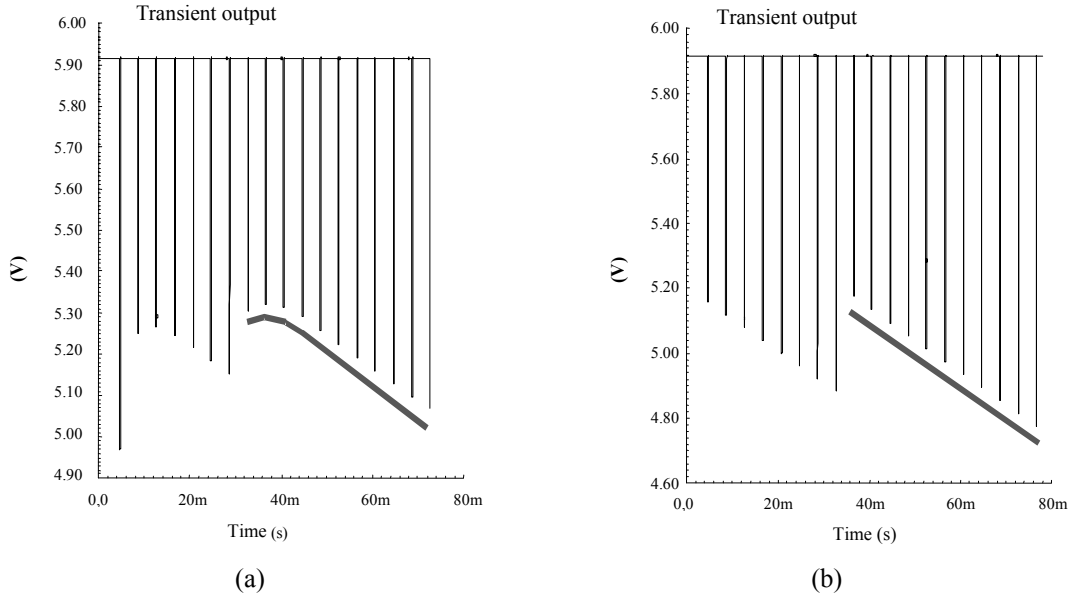 Transient output
6.00
5.90
5.80
5.70
5.60
5.50
5.40
5.30
5.20
5.10
5.00
4.90
(V)
0,0 20m 40m 60m 80m
Time (s)
(a)
Transient output
6.00
5.80
5.60
5.40
5.20
5.00
4.80
4.60
(V)
0,0 20m 40m 60m 80m
Time (s)
(b)